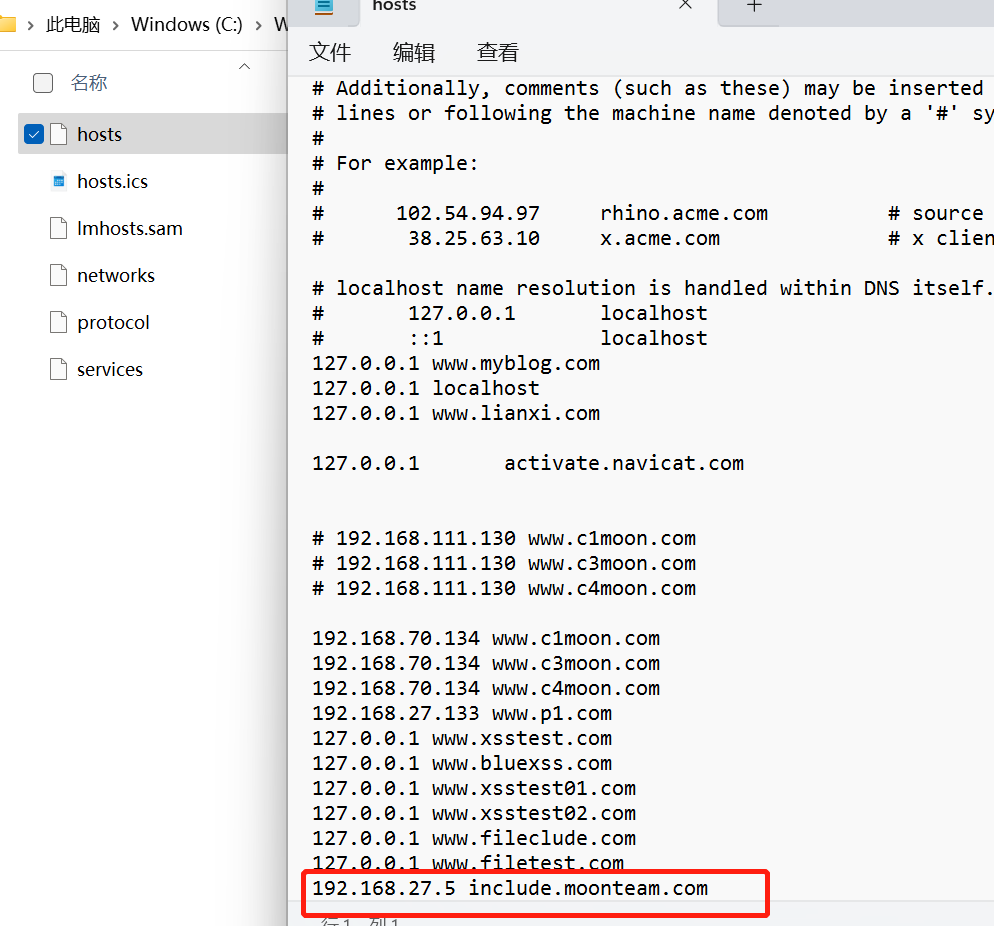 此电脑 › Windows (C:) › W
名称
hosts
hosts.ics
lmhosts.sam
networks
protocol
services
hosts
文件 编辑 查看
# Additionally, comments (such as these) may be inserted
# lines or following the machine name denoted by a '#' sy
#
# For example:
#
# 102.54.94.97 rhino.acme.com # source
# 38.25.63.10 x.acme.com # x clien
# localhost name resolution is handled within DNS itself.
# 127.0.0.1 localhost
# ::1 localhost
127.0.0.1 www.myblog.com
127.0.0.1 localhost
127.0.0.1 www.lianxi.com
127.0.0.1 activate.navicat.com
# 192.168.111.130 www.c1moon.com
# 192.168.111.130 www.c3moon.com
# 192.168.111.130 www.c4moon.com
192.168.70.134 www.c1moon.com
192.168.70.134 www.c3moon.com
192.168.70.134 www.c4moon.com
192.168.27.133 www.p1.com
127.0.0.1 www.xsstest.com
127.0.0.1 www.bluexss.com
127.0.0.1 www.xsstest01.com
127.0.0.1 www.xsstest02.com
127.0.0.1 www.fileclude.com
127.0.0.1 www.filetest.com
192.168.27.5 include.moonteam.com
行 1, 列 1